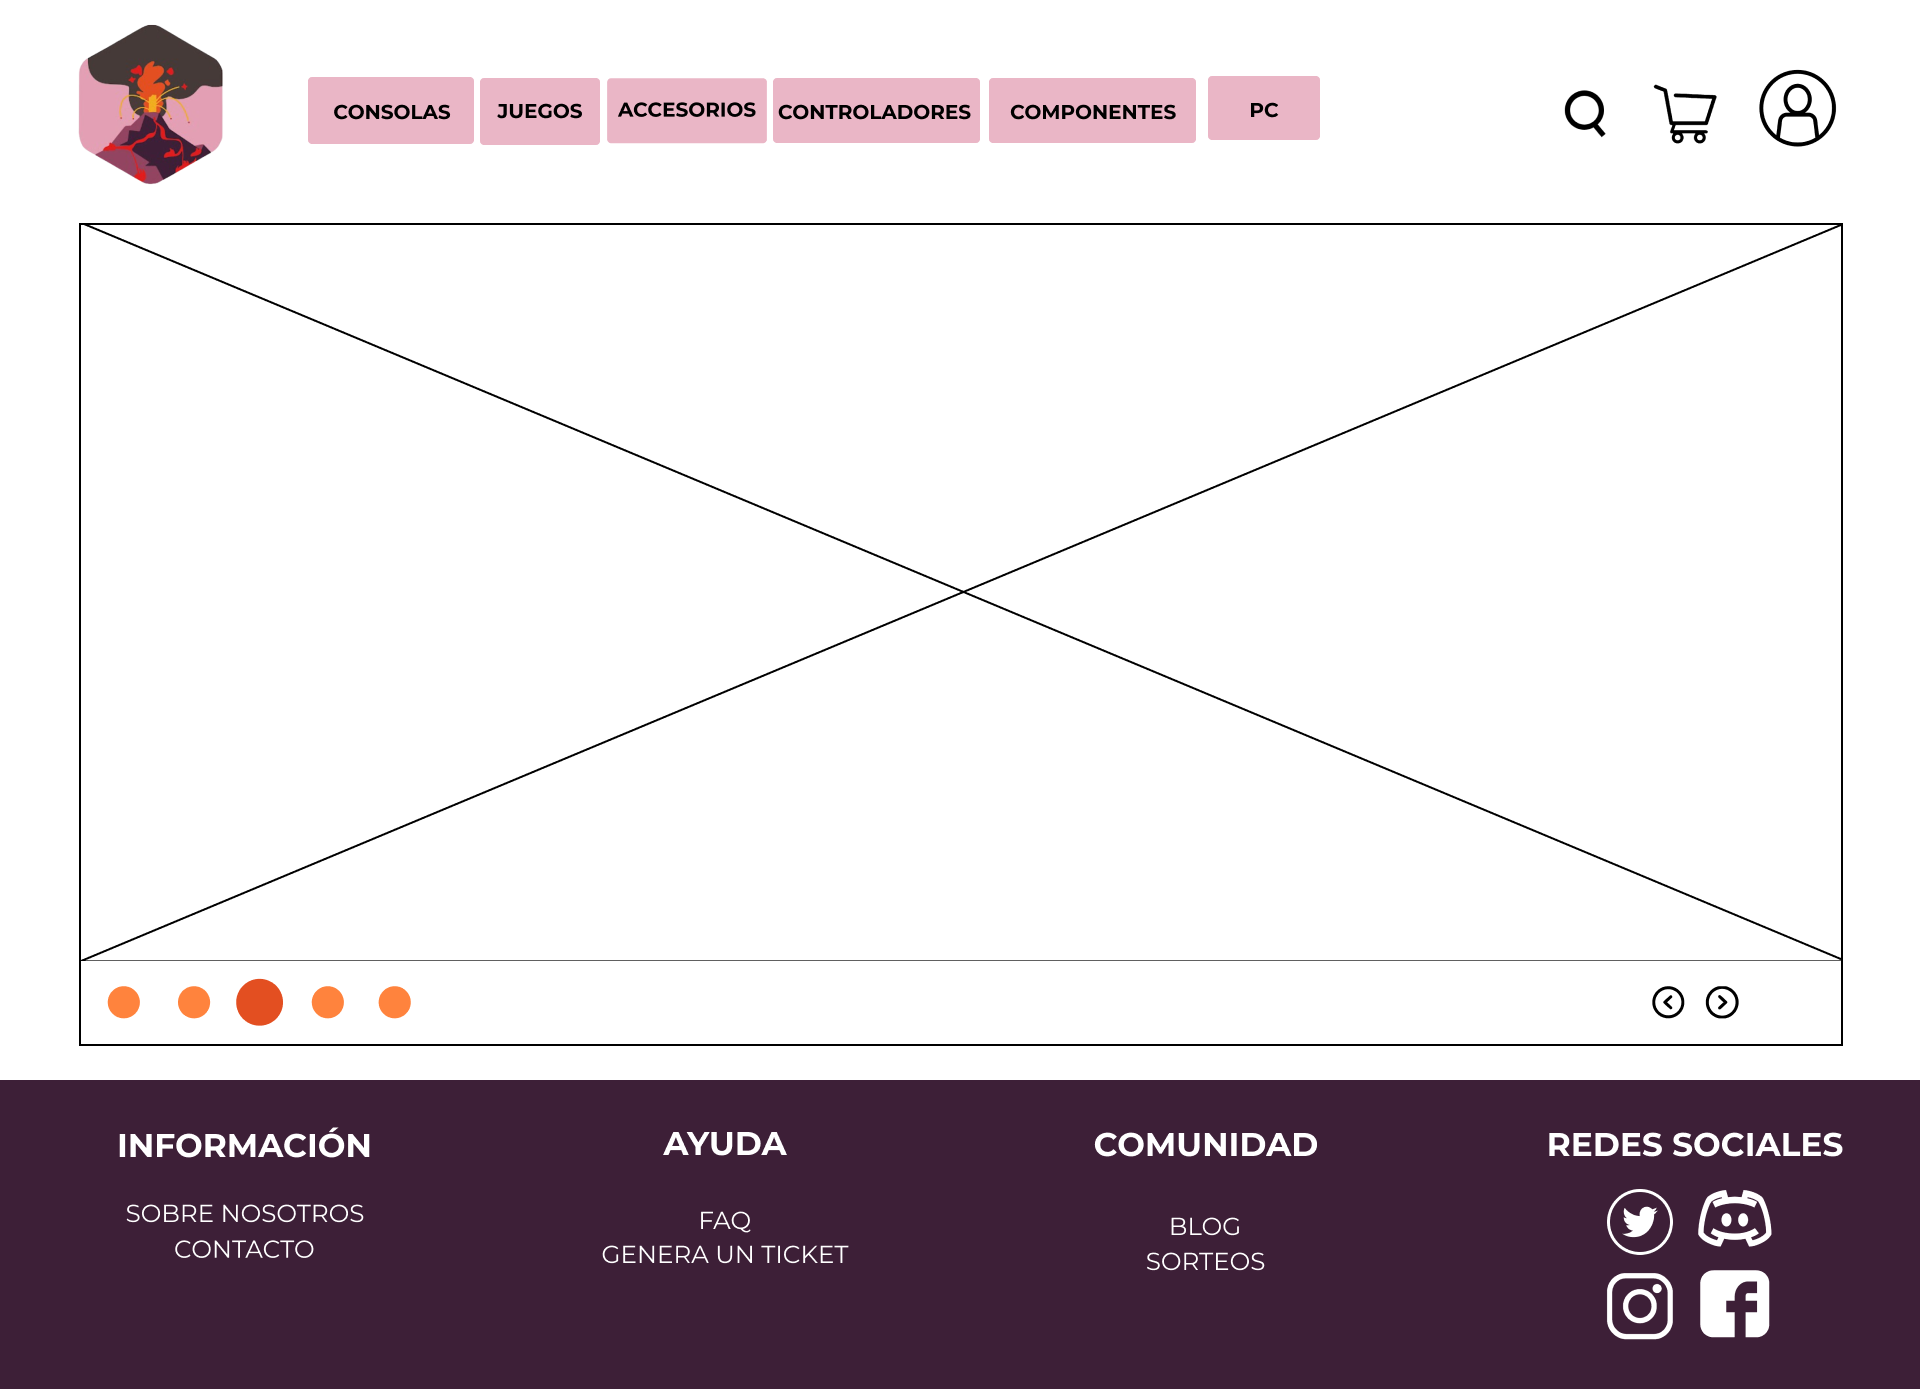 CONSOLAS
JUEGOS
ACCESORIOS
CONTROLADORES
COMPONENTES
PC
INFORMACIÓN
SOBRE NOSOTROS
CONTACTO
AYUDA
FAQ
GENERA UN TICKET
COMUNIDAD
BLOG
SORTEOS
REDES SOCIALES